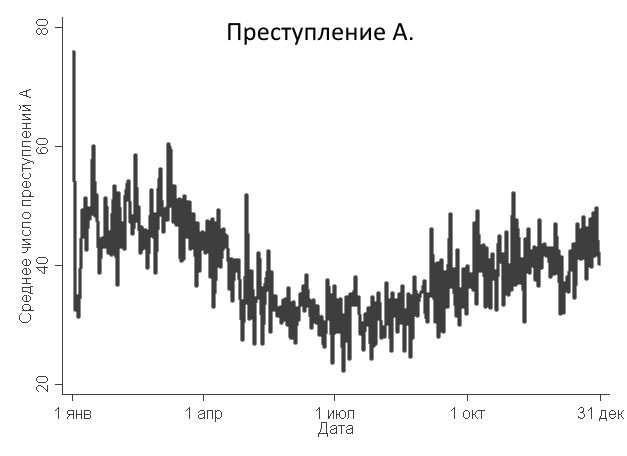 Преступление А.
Среднее число преступлений А
80
60
40
20
1 янв
1 апр
1 июл
1 окт
31 дек
Дата